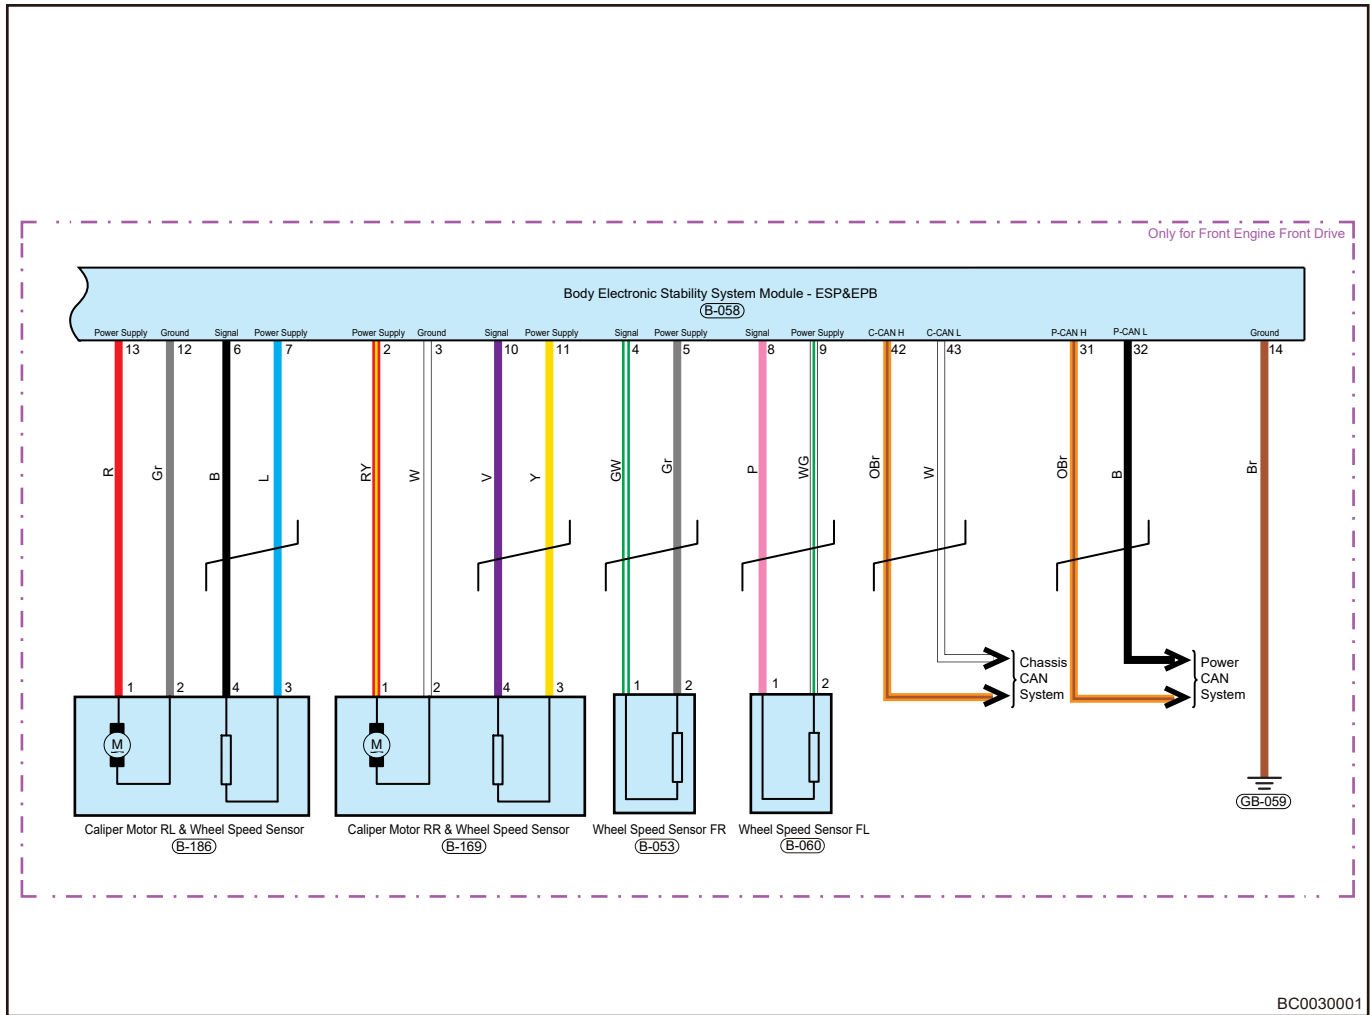 Only for Front Engine Front Drive
Body Electronic Stability System Module - ESP&EPB
B-058
Power Supply Ground Signal Power Supply Power Supply Ground Signal Power Supply Signal Power Supply Signal Power Supply C-CAN H C-CAN L P-CAN H P-CAN L Ground
13 12 6 7 2 3 10 11 4 5 8 9 42 43 31 32 14
R Gr B L RY W V Y GW Gr P WG OBr W OBr B Br
Chassis
CAN
System
Power
CAN
System
1 2 4 3 1 2 4 3 1 2 1 2
M M
GB-059
Caliper Motor RL & Wheel Speed Sensor
B-186
Caliper Motor RR & Wheel Speed Sensor
B-169
Wheel Speed Sensor FR
B-053
Wheel Speed Sensor FL
B-060
BC0030001